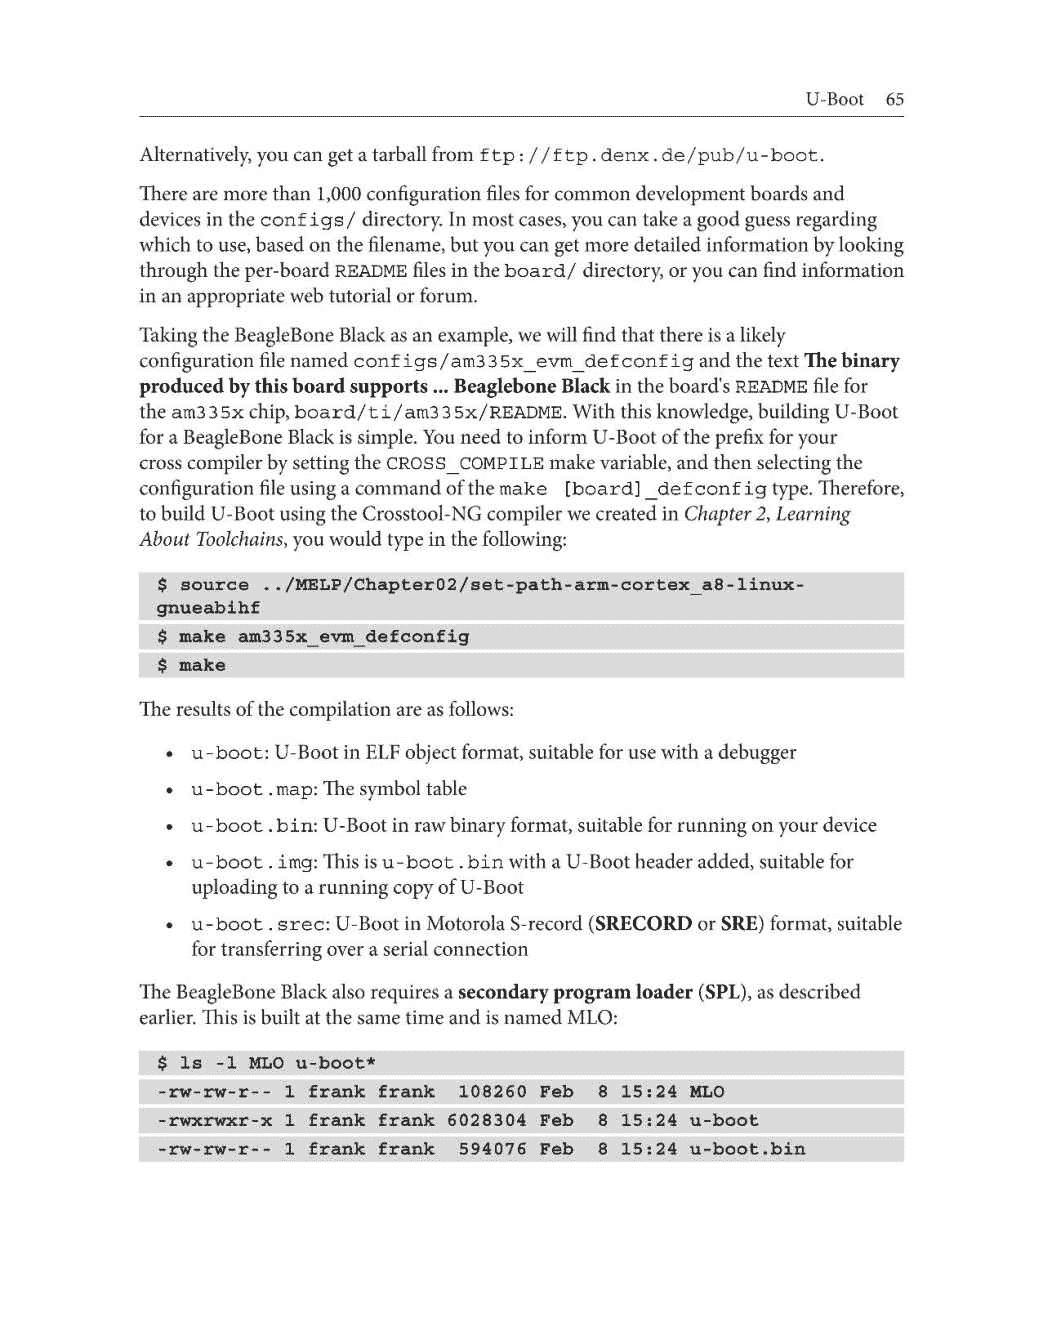 U-Boot 65
Alternatively, you can get a tarball from ftp://ftp.denx.de/pub/u-boot.
There are more than 1,000 configuration files for common development boards and
devices in the configs/ directory. In most cases, you can take a good guess regarding
which to use, based on the filename, but you can get more detailed information by looking
through the per-board README files in the board/ directory, or you can find information
in an appropriate web tutorial or forum.
Taking the BeagleBone Black as an example, we will find that there is a likely
configuration file named configs/am335x_evm_defconfig and the text The binary
produced by this board supports ... Beaglebone Black in the board's README file for
the am335x chip, board/ti/am335x/README. With this knowledge, building U-Boot
for a BeagleBone Black is simple. You need to inform U-Boot of the prefix for your
cross compiler by setting the CROSS_COMPILE make variable, and then selecting the
configuration file using a command of the make [board]_defconfig type. Therefore,
to build U-Boot using the Crosstool-NG compiler we created in Chapter 2, Learning
About Toolchains, you would type in the following:
$ source ../MELP/Chapter02/set-path-arm-cortex_a8-linux-
gnueabihf
$ make am335x_evm_defconfig
$ make
The results of the compilation are as follows:
• u-boot: U-Boot in ELF object format, suitable for use with a debugger
• u-boot.map: The symbol table
• u-boot.bin: U-Boot in raw binary format, suitable for running on your device
• u-boot.img: This is u-boot.bin with a U-Boot header added, suitable for
uploading to a running copy of U-Boot
• u-boot.srec: U-Boot in Motorola S-record (SRECORD or SRE) format, suitable
for transferring over a serial connection
The BeagleBone Black also requires a secondary program loader (SPL), as described
earlier. This is built at the same time and is named MLO:
$ ls -l MLO u-boot*
-rw-rw-r-- 1 frank frank  108260 Feb  8 15:24 MLO
-rwxrwxr-x 1 frank frank 6028304 Feb  8 15:24 u-boot
-rw-rw-r-- 1 frank frank  594076 Feb  8 15:24 u-boot.bin